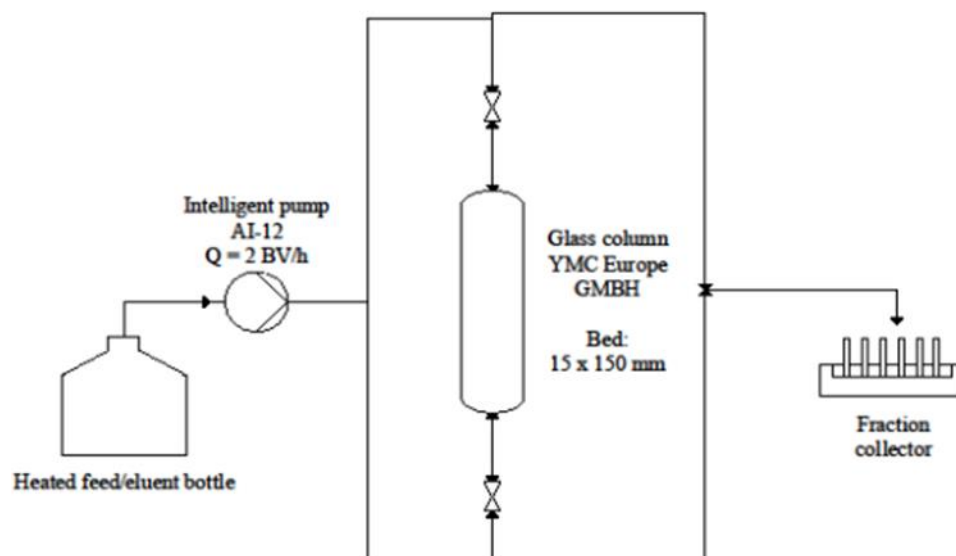 Intelligent pump
AI-12
Q = 2 BV/h
Glass column
YMC Europe
GMBH
Bed:
15 x 150 mm
Heated feed/eluent bottle
Fraction
collector